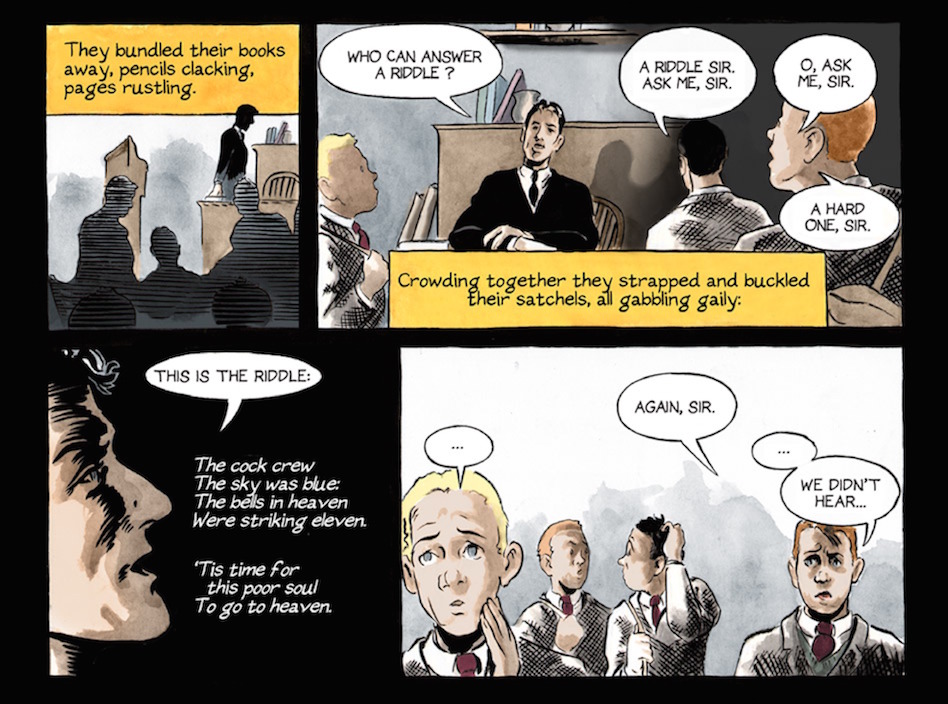 They bundled their books
away, pencils clacking,
pages rustling.
WHO CAN ANSWER
A RIDDLE ?
A RIDDLE SIR.
ASK ME, SIR.
O, ASK
ME, SIR.
A HARD
ONE, SIR.
Crowding together they strapped and buckled
their satchels, all gabbling gaily:
THIS IS THE RIDDLE:
The cock crew
The sky was blue:
The bells in heaven
Were striking eleven.
'Tis time for
this poor soul
To go to heaven.
...
AGAIN, SIR.
...
WE DIDN'T
HEAR...